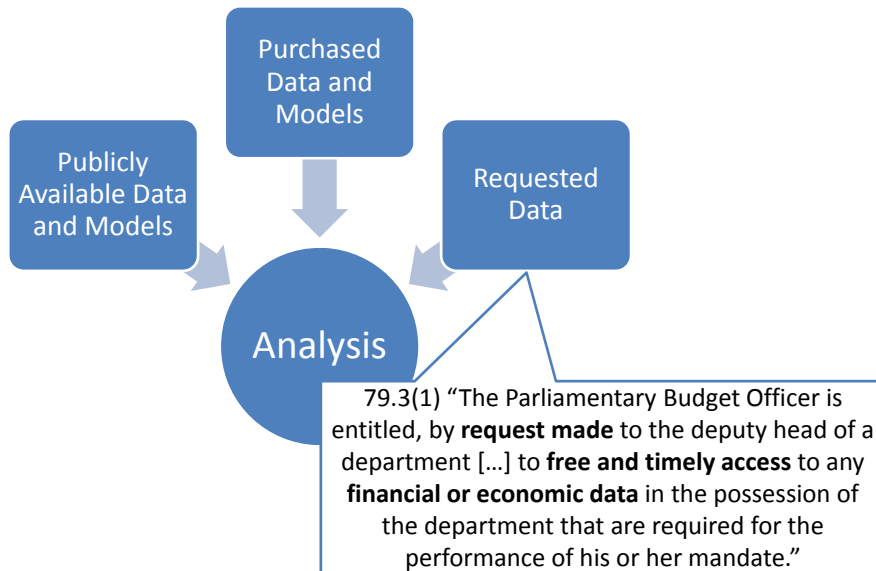 Purchased
Data and
Models
Publicly
Available Data
and Models
Requested
Data
Analysis
79.3(1) “The Parliamentary Budget Officer is
entitled, by request made to the deputy head of a
department […] to free and timely access to any
financial or economic data in the possession of
the department that are required for the
performance of his or her mandate.”